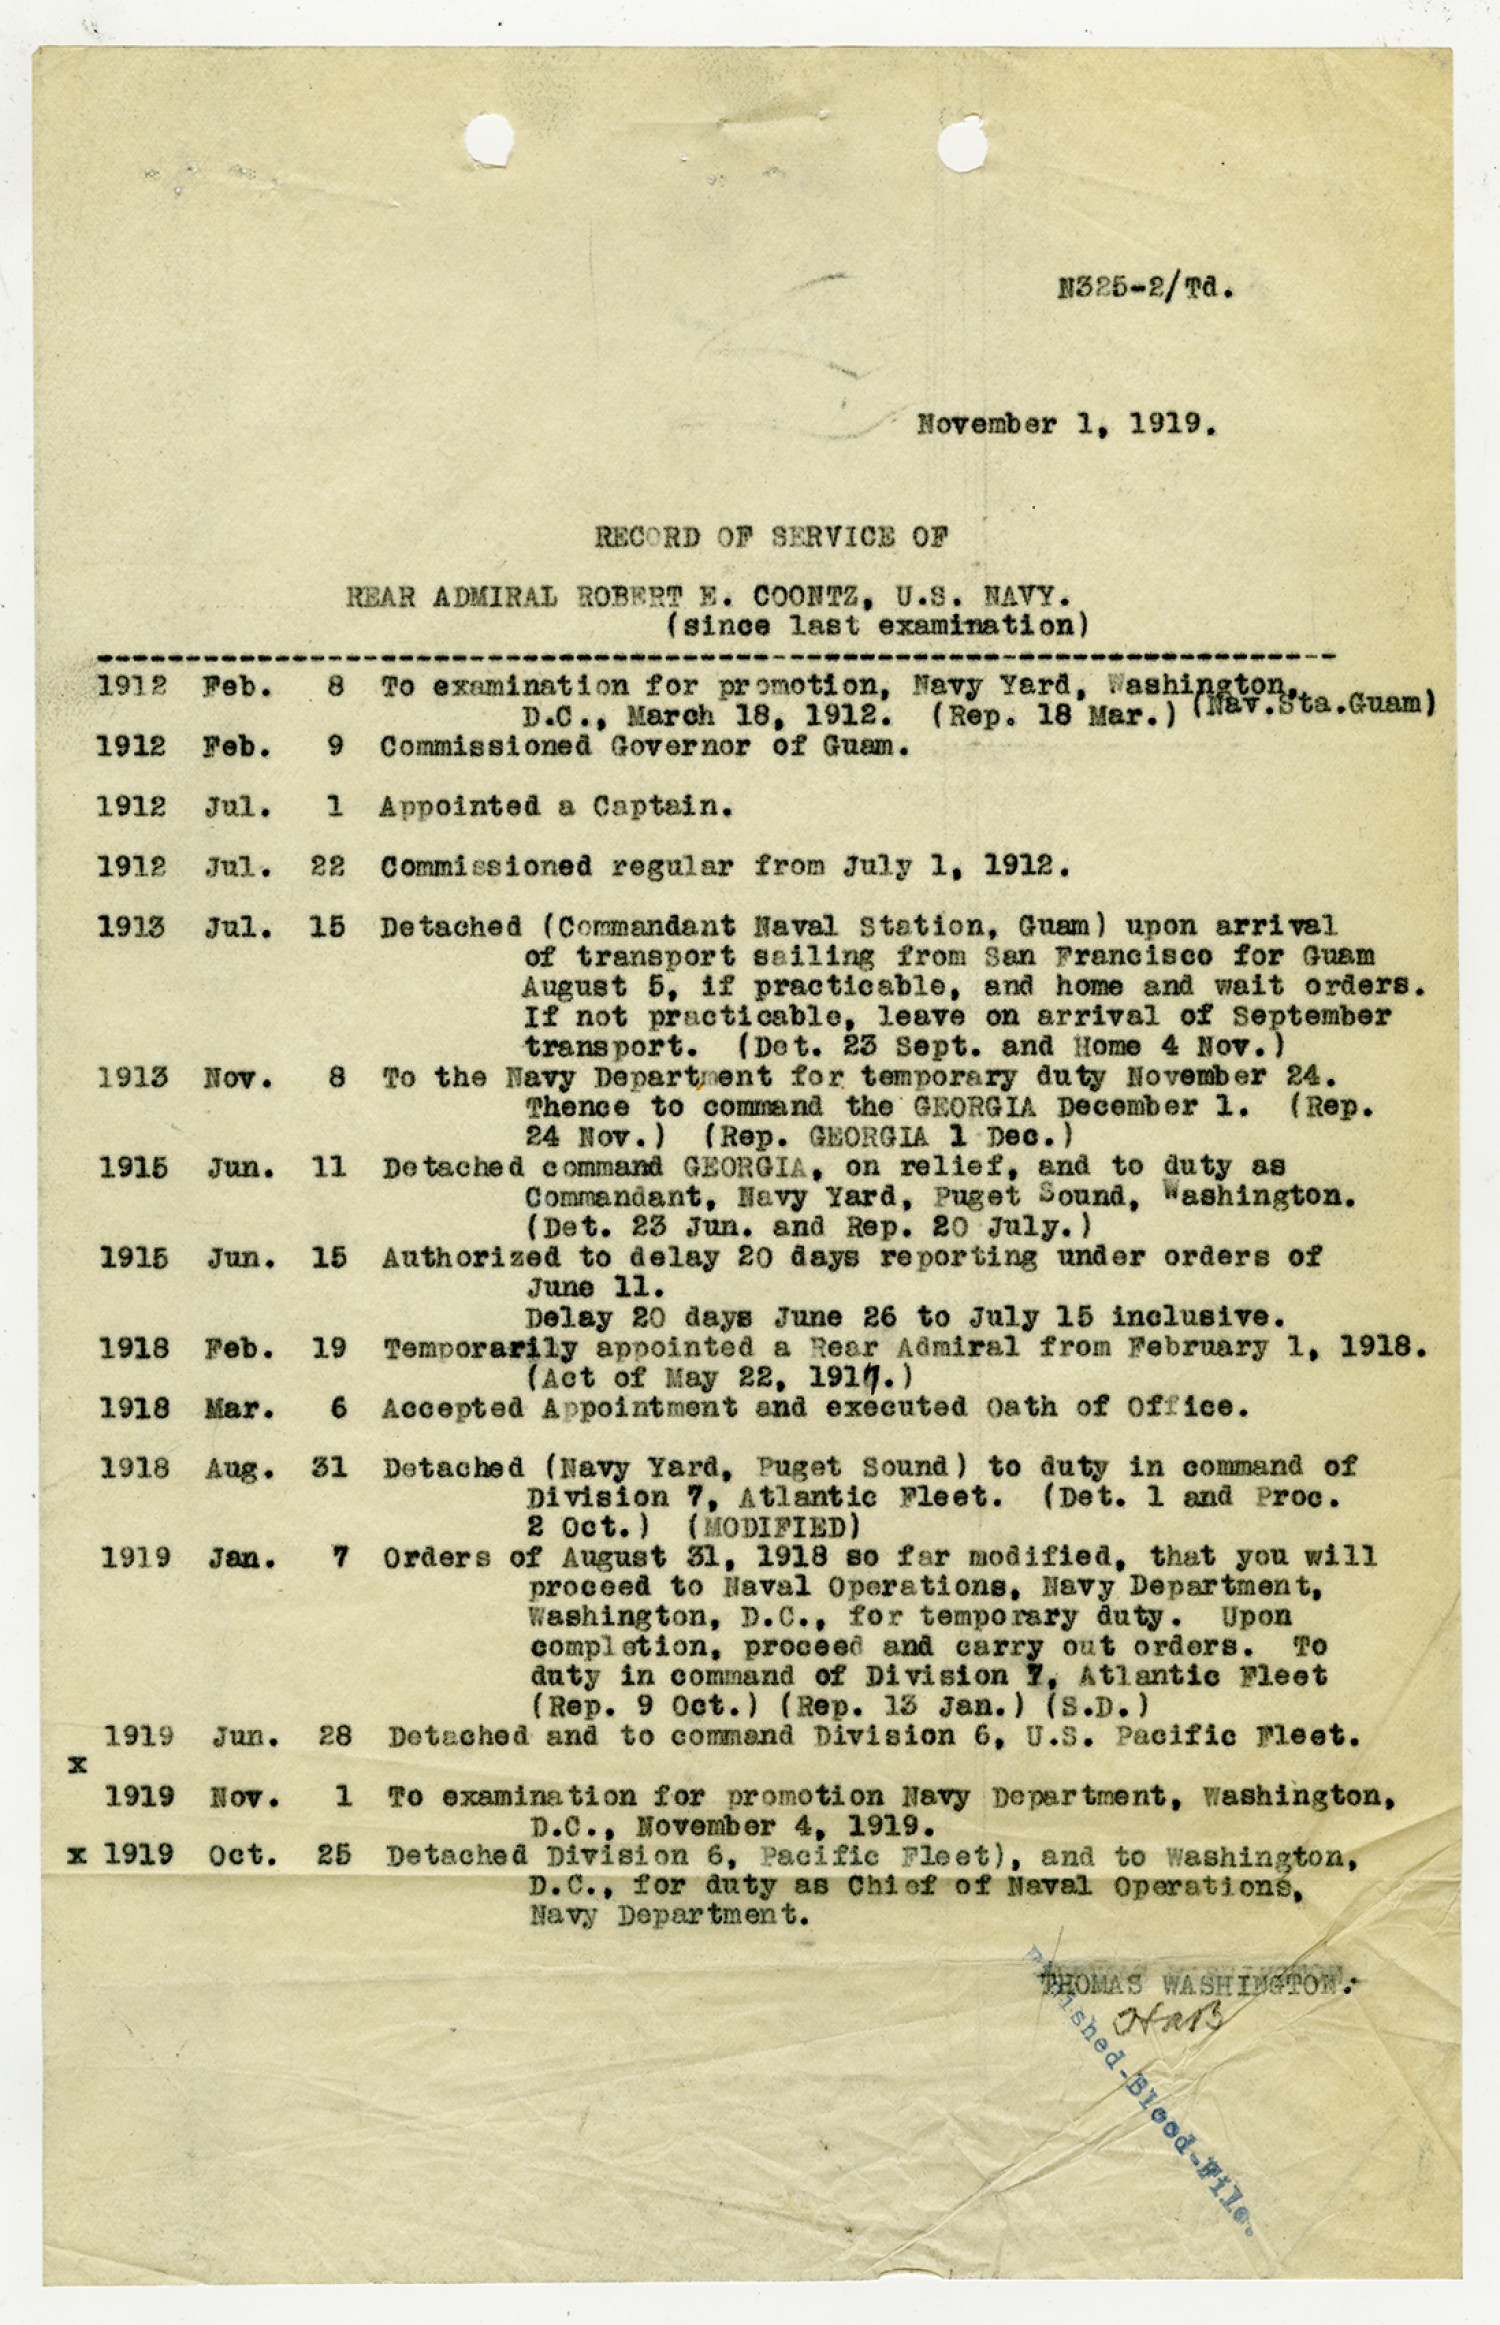 N325-2/Td.
November 1, 1919.
RECORD OF SERVICE OF
REAR ADMIRAL ROBERT E. COONTZ, U.S. NAVY.
(since last examination)
1912 Feb. 8 To examination for promotion, Navy Yard, Washington,
D.C., March 18, 1912. (Rep. 18 Mar.) (Nav.Sta.Guam)
1912 Feb. 9 Commissioned Governor of Guam.
1912 Jul. 1 Appointed a Captain.
1912 Jul. 22 Commissioned regular from July 1, 1912.
1913 Jul. 15 Detached (Commandant Naval Station, Guam) upon arrival
of transport sailing from San Francisco for Guam
August 5, if practicable, and home and wait orders.
If not practicable, leave on arrival of September
transport. (Det. 23 Sept. and Home 4 Nov.)
1913 Nov. 8 To the Navy Department for temporary duty November 24.
Thence to command the GEORGIA December 1. (Rep.
24 Nov.) (Rep. GEORGIA 1 Dec.)
1915 Jun. 11 Detached command GEORGIA, on relief, and to duty as
Commandant, Navy Yard, Puget Sound, Washington.
(Det. 23 Jun. and Rep. 20 July.)
1915 Jun. 15 Authorized to delay 20 days reporting under orders of
June 11.
Delay 20 days June 26 to July 15 inclusive.
1918 Feb. 19 Temporarily appointed a Rear Admiral from February 1, 1918.
(Act of May 22, 1917.)
1918 Mar. 6 Accepted Appointment and executed Oath of Office.
1918 Aug. 31 Detached (Navy Yard, Puget Sound) to duty in command of
Division 7, Atlantic Fleet. (Det. 1 and Proc.
2 Oct.) (MODIFIED)
1919 Jan. 7 Orders of August 31, 1918 so far modified, that you will
proceed to Naval Operations, Navy Department,
Washington, D.C., for temporary duty. Upon
completion, proceed and carry out orders. To
duty in command of Division 7, Atlantic Fleet
(Rep. 9 Oct.) (Rep. 13 Jan.) (S.D.)
1919 Jun. 28 Detached and to command Division 6, U.S. Pacific Fleet.
x
1919 Nov. 1 To examination for promotion Navy Department, Washington,
D.C., November 4, 1919.
x 1919 Oct. 25 Detached Division 6, Pacific Fleet), and to Washington,
D.C., for duty as Chief of Naval Operations,
Navy Department.
THOMAS WASHINGTON.
Finished-Blood-File.